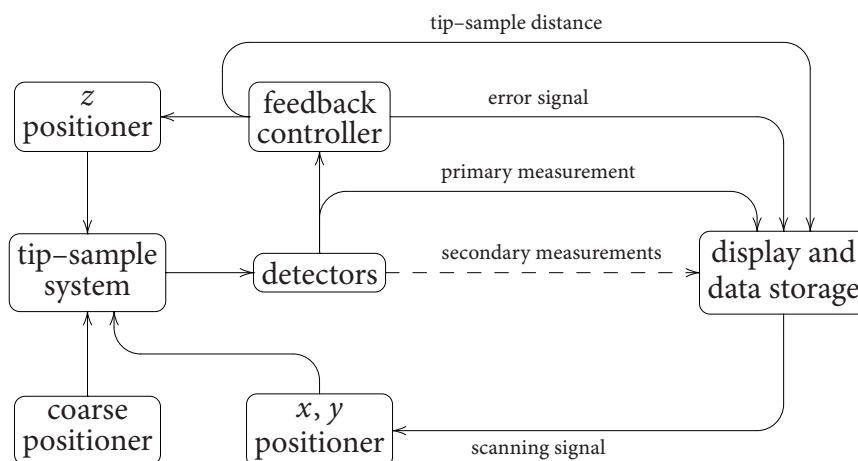 tip–sample distance
z
positioner
feedback
controller
error signal
primary measurement
tip–sample
system
detectors
secondary measurements
display and
data storage
coarse
positioner
x, y
positioner
scanning signal